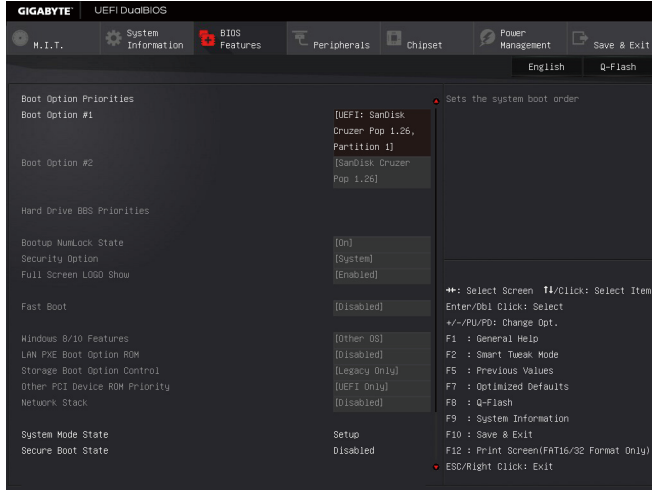 GIGABYTE™ UEFI DualBIOS
M.I.T.
System Information
BIOS Features
Peripherals
Chipset
Power Management
Save & Exit
English Q-Flash
Boot Option Priorities
Boot Option #1 [UEFI: SanDisk
Cruzer Pop 1.26,
Partition 1]
Boot Option #2 [SanDisk Cruzer
Pop 1.26]
Hard Drive BBS Priorities
Bootup NumLock State [On]
Security Option [System]
Full Screen LOGO Show [Enabled]
Fast Boot [Disabled]
Windows 8/10 Features [Other OS]
LAN PXE Boot Option ROM [Disabled]
Storage Boot Option Control [Legacy Only]
Other PCI Device ROM Priority [UEFI Only]
Network Stack [Disabled]
System Mode State Setup
Secure Boot State Disabled
Sets the system boot order
→←: Select Screen ↑↓/Click: Select Item
Enter/Dbl Click: Select
+/-/PU/PD: Change Opt.
F1 : General Help
F2 : Smart Tweak Mode
F5 : Previous Values
F7 : Optimized Defaults
F8 : Q-Flash
F9 : System Information
F10 : Save & Exit
F12 : Print Screen(FAT16/32 Format Only)
ESC/Right Click: Exit